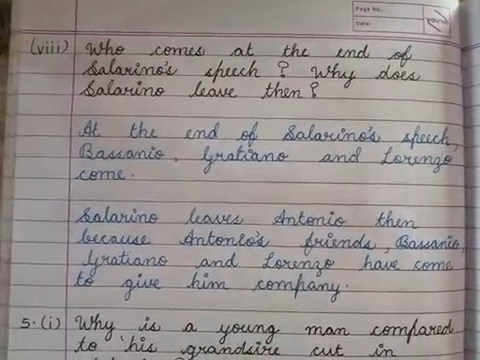 Page No.
Date:
YOUVA
(viii) Who comes at the end of
Salarino's speech? Why does
Salarino leave then?
At the end of Salarino's speech,
Bassanio, Gratiano and Lorenzo
come.
Salarino leaves Antonio then
because Antonio's friends, Bassanio,
Gratiano and Lorenzo have come
to give him company.
5.(i) Why is a young man compared
to 'his grandsire cut in